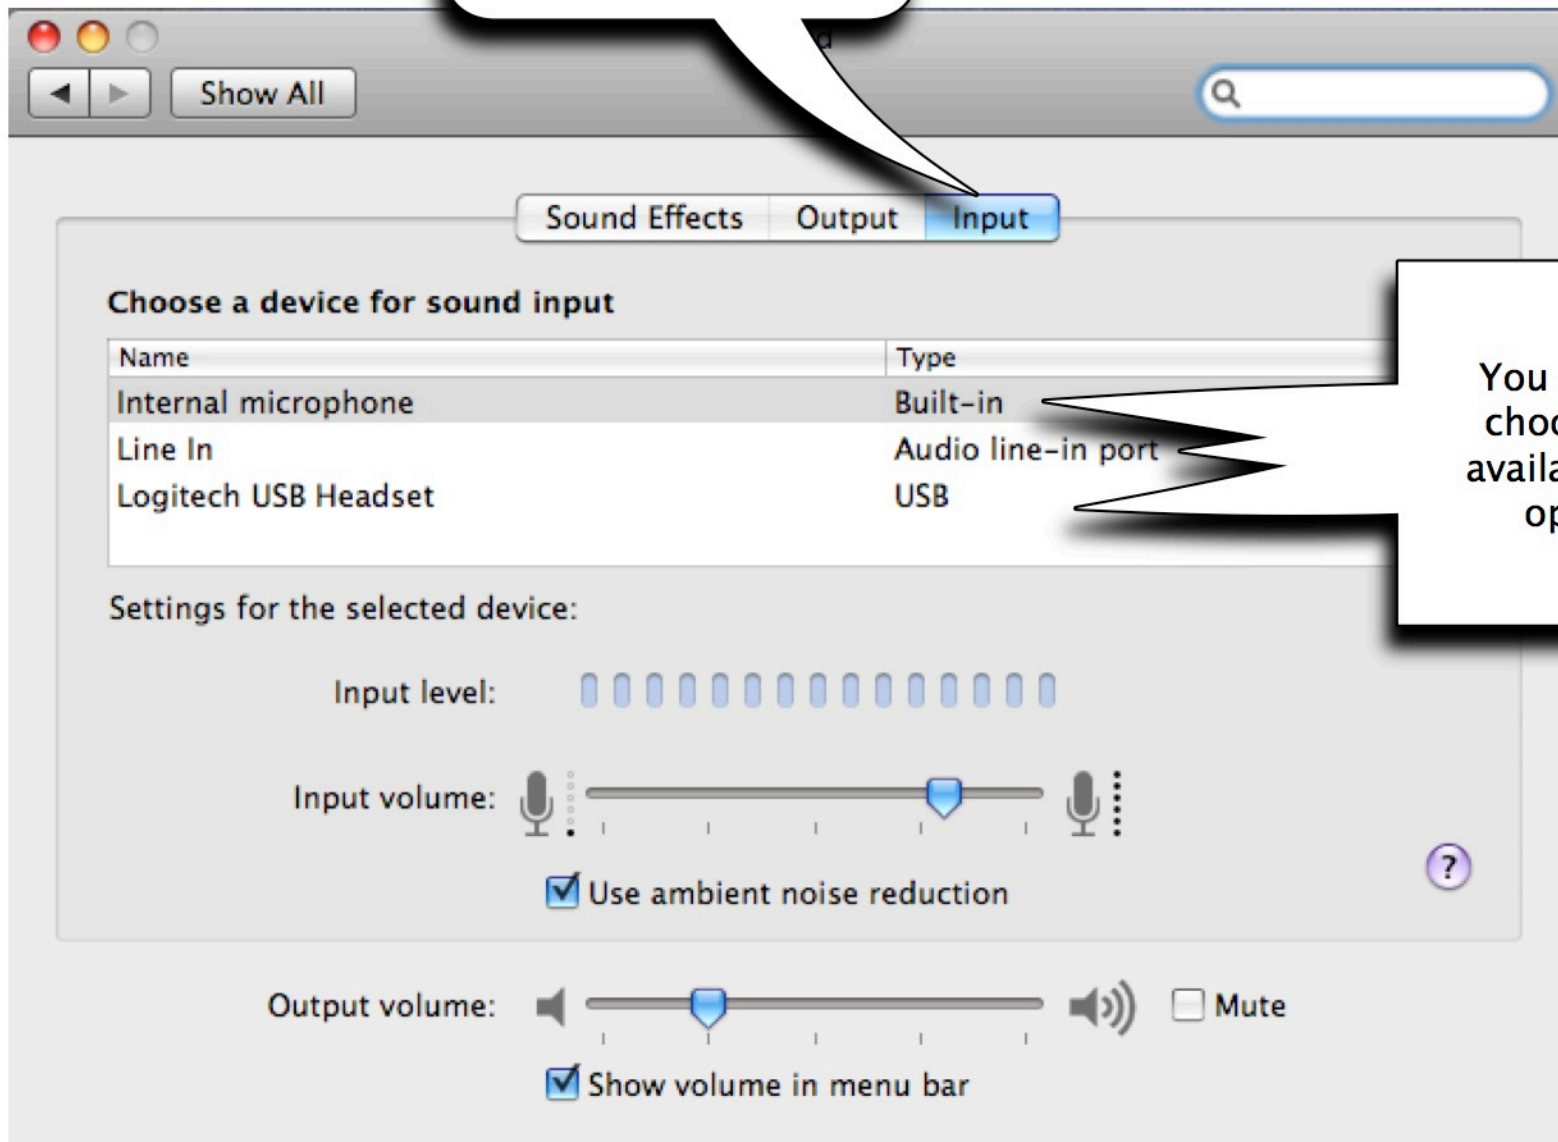 Show All
Sound Effects Output Input
Choose a device for sound input
Name Type
Internal microphone Built-in
Line In Audio line-in port
Logitech USB Headset USB
You
Settings for the selected device:
Input level:
Input volume:
?
Use ambient noise reduction
Output volume: Mute
Show volume in menu bar